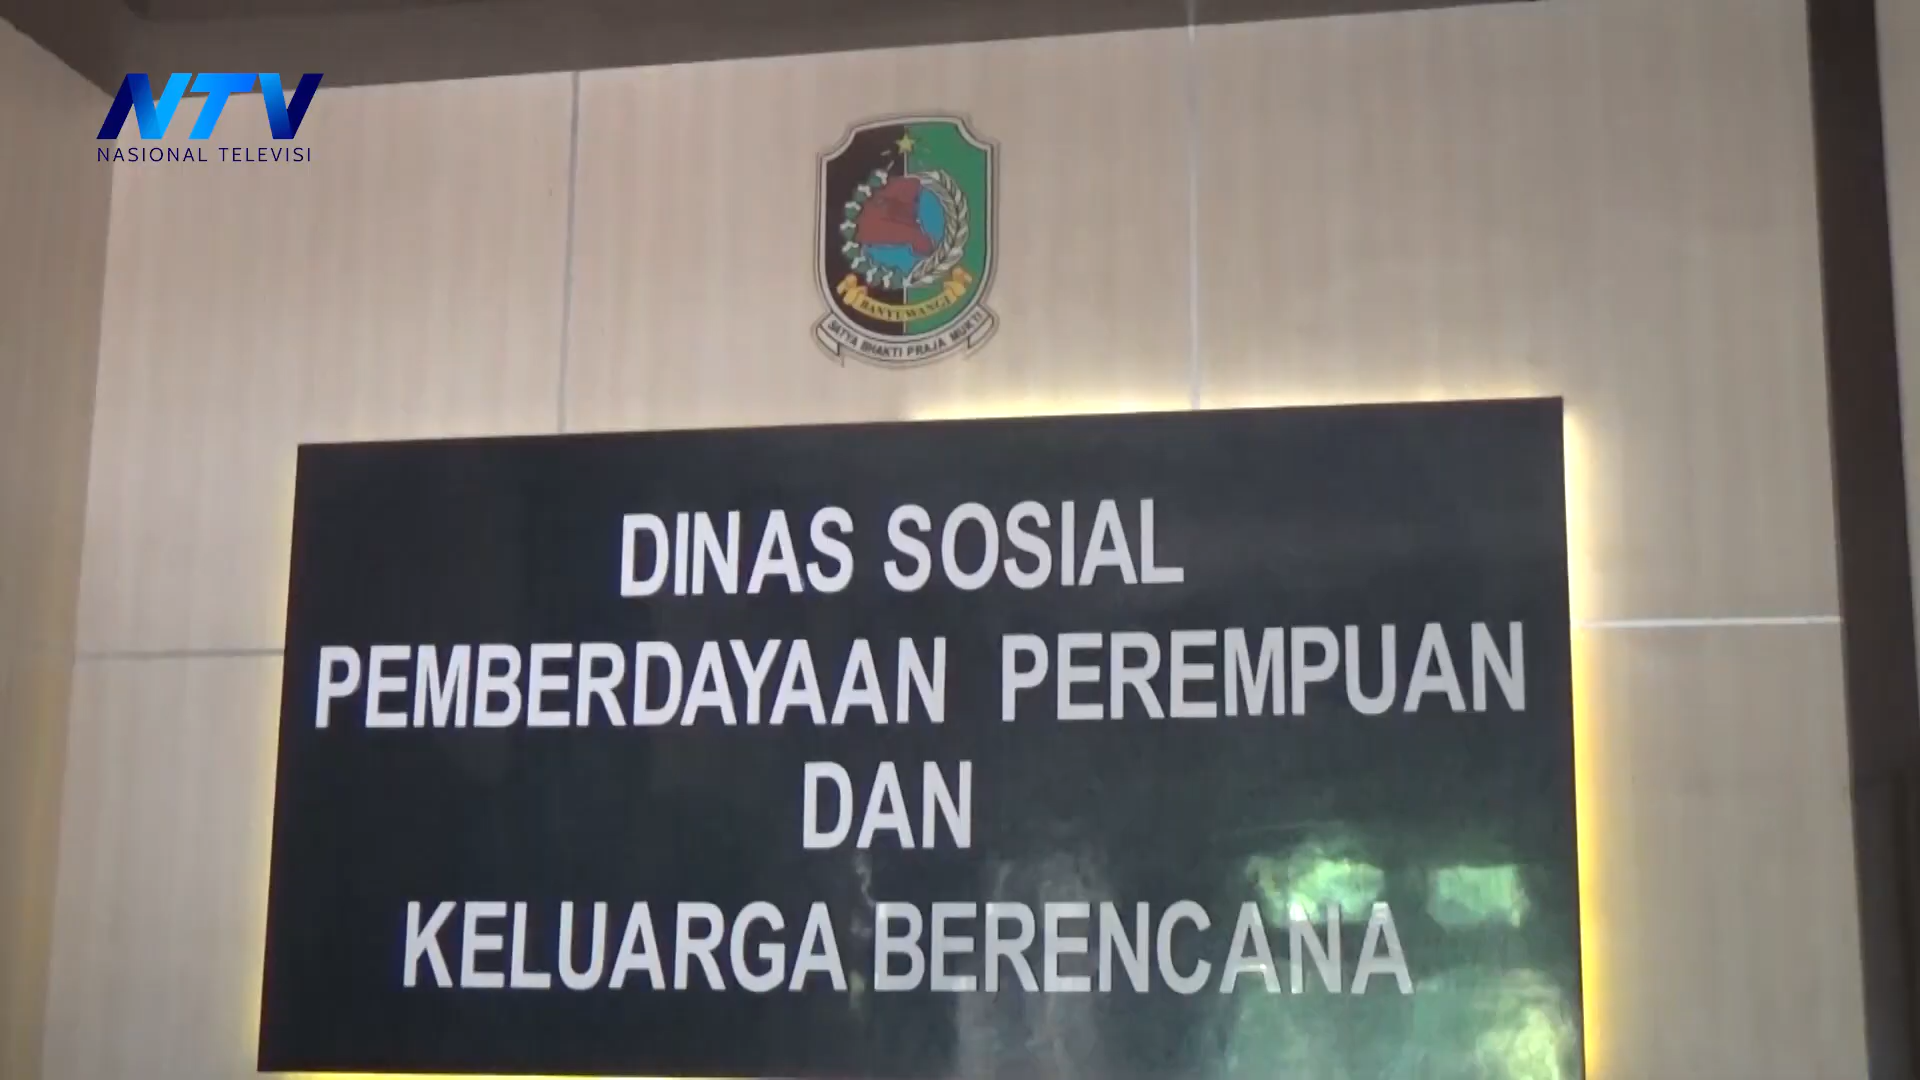 NTV
NASIONAL TELEVISI
BANYUWANGI
SATYA BHAKTI PRAJA MUKTI
DINAS SOSIAL
PEMBERDAYAAN PEREMPUAN
DAN
KELUARGA BERENCANA